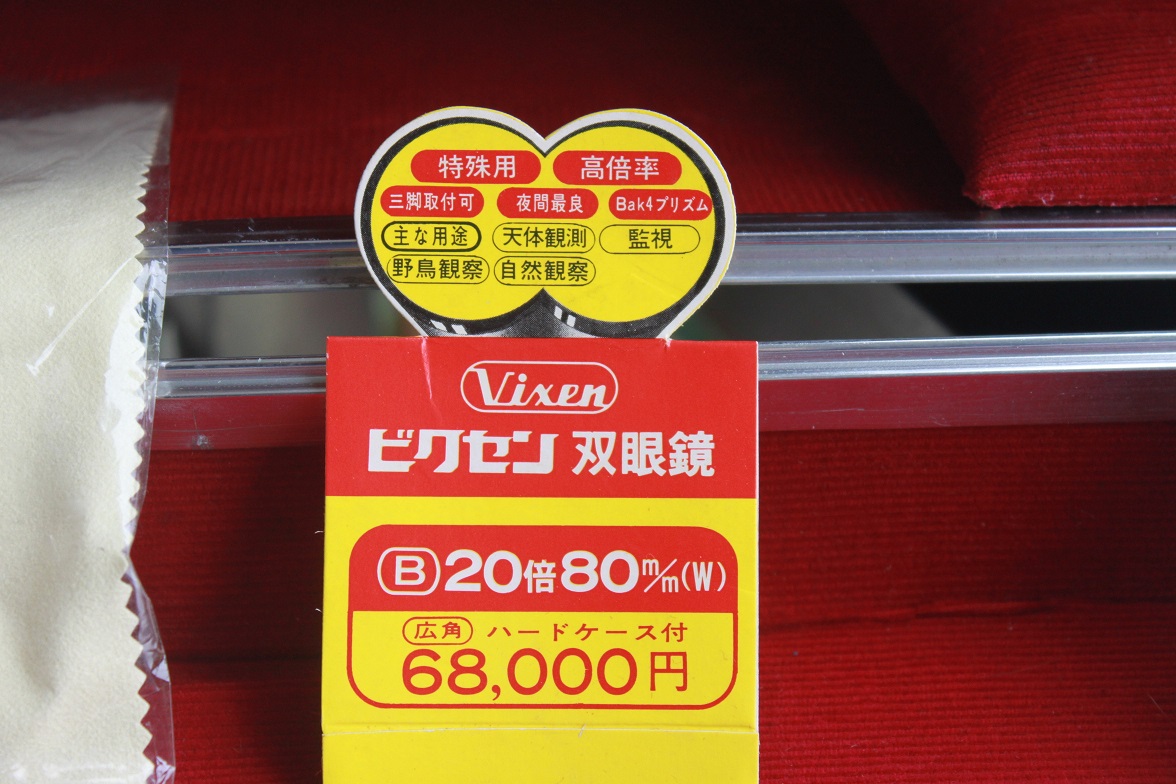 特殊用 高倍率
三脚取付可 夜間最良 Bak4プリズム
主な用途 天体観測 監視
野鳥観察 自然観察
Vixen
ビクセン 双眼鏡
B 20倍80m/m(W)
広角 ハードケース付
68,000円